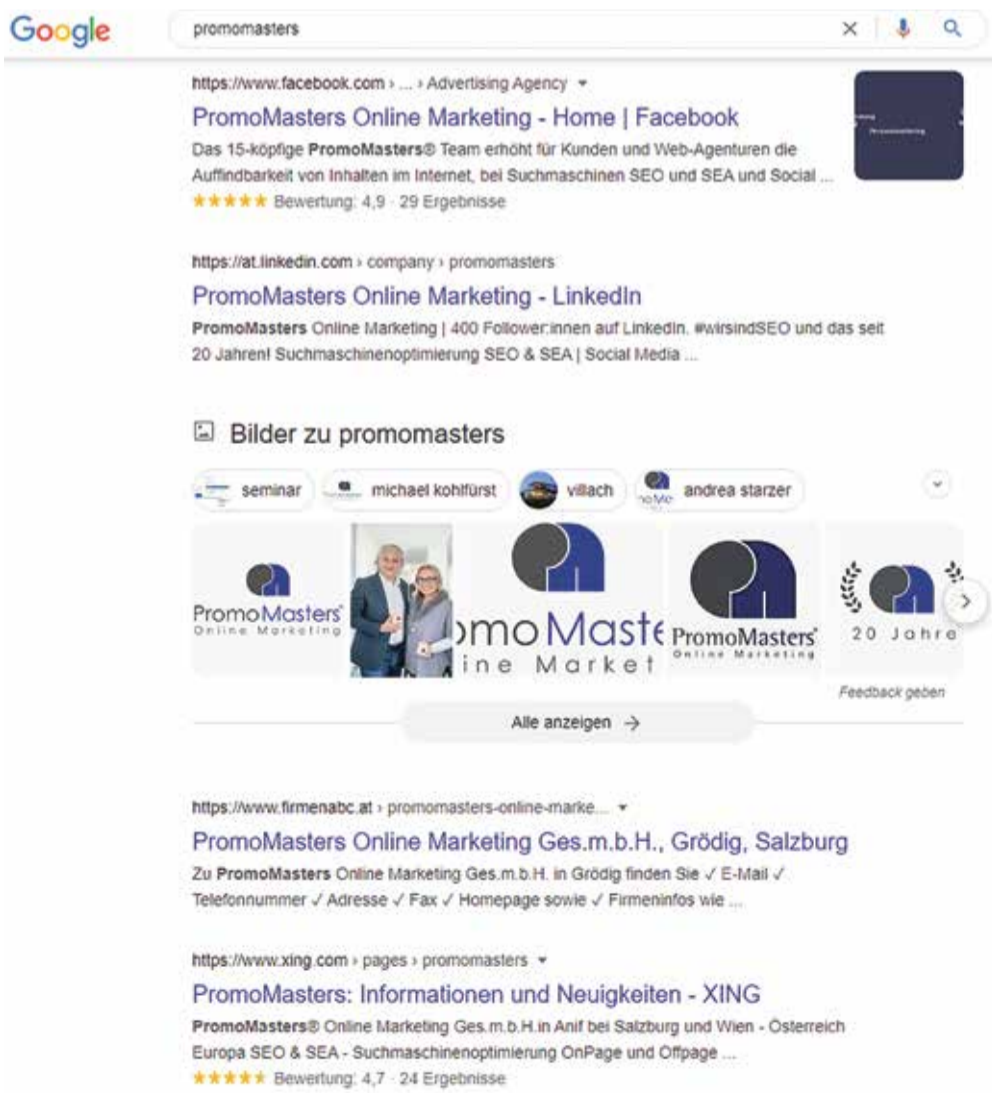 Google
promomasters
https://www.facebook.com › ... › Advertising Agency
PromoMasters Online Marketing - Home | Facebook
Das 15-köpfige PromoMasters® Team erhöht für Kunden und Web-Agenturen die
Auffindbarkeit von Inhalten im Internet, bei Suchmaschinen SEO und SEA und Social ...
★★★★★ Bewertung: 4,9 · 29 Ergebnisse
https://at.linkedin.com › company › promomasters
PromoMasters Online Marketing - LinkedIn
PromoMasters Online Marketing | 400 Follower:innen auf LinkedIn. #wirsindSEO und das seit
20 Jahren! Suchmaschinenoptimierung SEO & SEA | Social Media ...
Bilder zu promomasters
seminar
michael kohlfürst
villach
andrea starzer
PromoMasters®
Online Marketing
omo Maste
ine Market
PromoMasters®
Online Marketing
20 Jahre
Feedback geben
Alle anzeigen →
https://www.firmenabc.at › promomasters-online-marke...
PromoMasters Online Marketing Ges.m.b.H., Grödig, Salzburg
Zu PromoMasters Online Marketing Ges.m.b.H. in Grödig finden Sie ✓ E-Mail ✓
Telefonnummer ✓ Adresse ✓ Fax ✓ Homepage sowie ✓ Firmeninfos wie ...
https://www.xing.com › pages › promomasters
PromoMasters: Informationen und Neuigkeiten - XING
PromoMasters® Online Marketing Ges.m.b.H.in Anif bei Salzburg und Wien - Österreich
Europa SEO & SEA - Suchmaschinenoptimierung OnPage und Offpage ...
★★★★★ Bewertung: 4,7 · 24 Ergebnisse